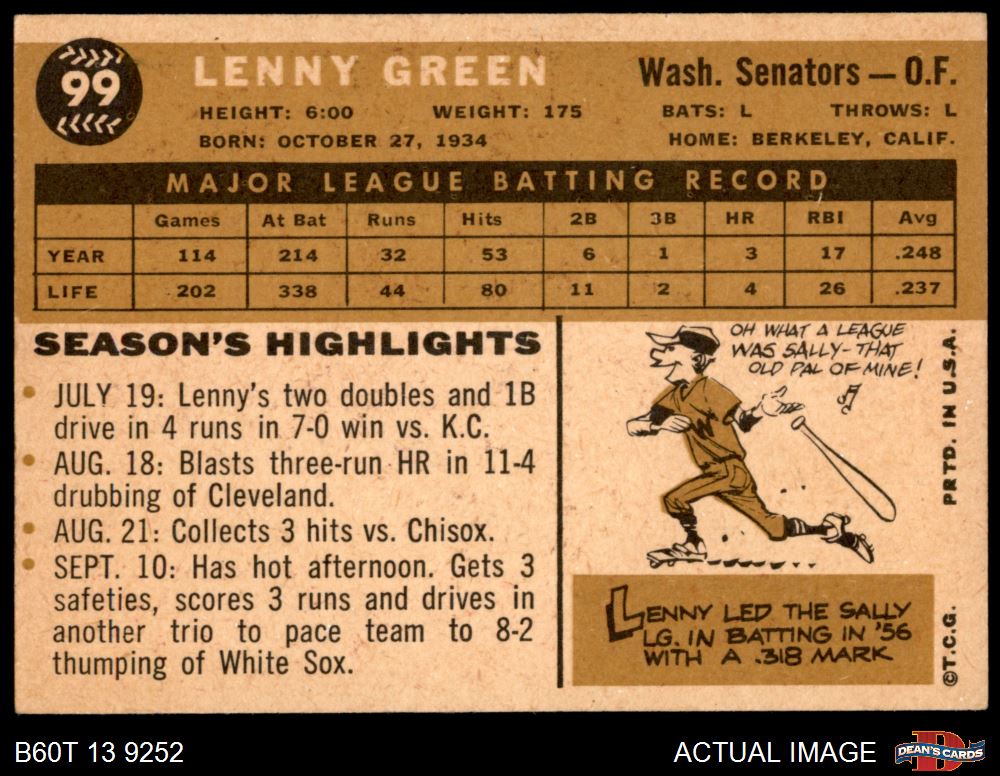 99
LENNY GREEN
Wash. Senators — O.F.
HEIGHT: 6:00 WEIGHT: 175 BATS: L THROWS: L
BORN: OCTOBER 27, 1934 HOME: BERKELEY, CALIF.
MAJOR LEAGUE BATTING RECORD
Games At Bat Runs Hits 2B 3B HR RBI Avg
YEAR 114 214 32 53 6 1 3 17 .248
LIFE 202 338 44 80 11 2 4 26 .237
SEASON'S HIGHLIGHTS
• JULY 19: Lenny's two doubles and 1B
drive in 4 runs in 7-0 win vs. K.C.
• AUG. 18: Blasts three-run HR in 11-4
drubbing of Cleveland.
• AUG. 21: Collects 3 hits vs. Chisox.
• SEPT. 10: Has hot afternoon. Gets 3
safeties, scores 3 runs and drives in
another trio to pace team to 8-2
thumping of White Sox.
OH WHAT A LEAGUE
WAS SALLY-THAT
OLD PAL OF MINE!
W
LENNY LED THE SALLY
LG. IN BATTING IN '56
WITH A .318 MARK
PRTD. IN U.S.A.
©T.C.G.
B60T 13 9252
ACTUAL IMAGE
D
DEAN'S CARDS